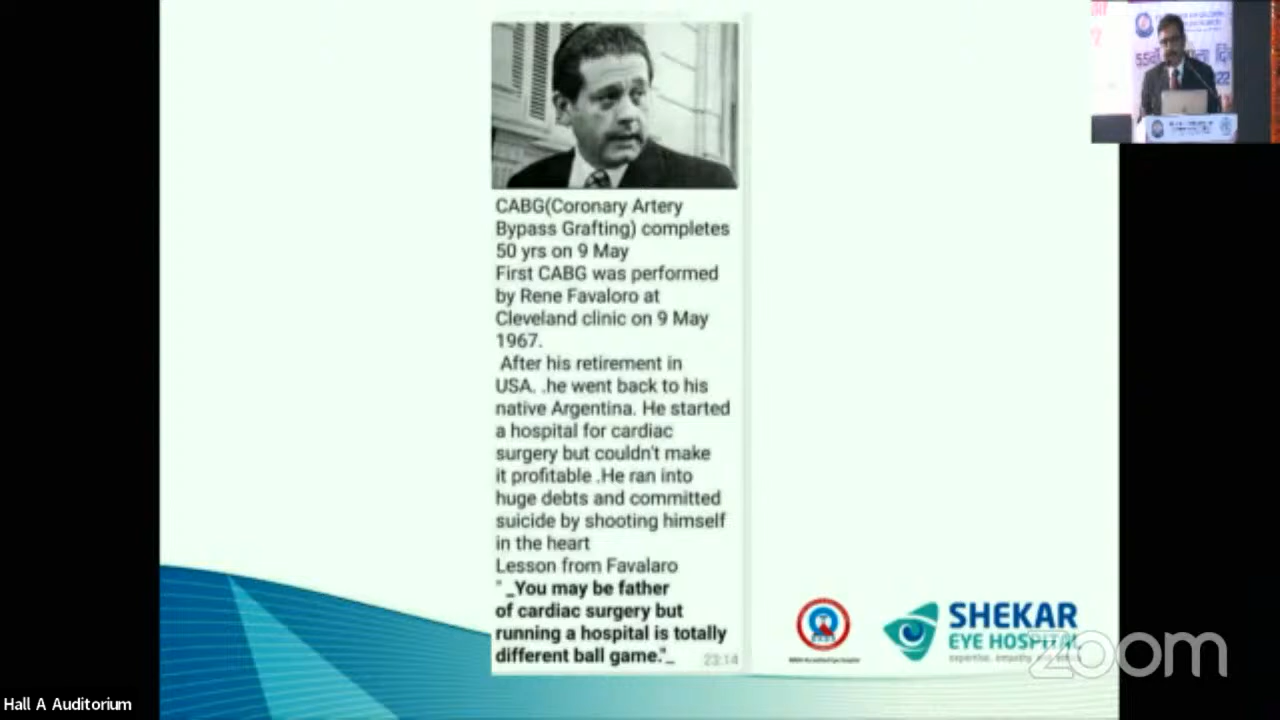 CABG(Coronary Artery
Bypass Grafting) completes
50 yrs on 9 May
First CABG was performed
by Rene Favaloro at
Cleveland clinic on 9 May
1967.
After his retirement in
USA. .he went back to his
native Argentina. He started
a hospital for cardiac
surgery but couldn't make
it profitable .He ran into
huge debts and committed
suicide by shooting himself
in the heart
Lesson from Favalaro
" _You may be father
of cardiac surgery but
running a hospital is totally
different ball game."_
23:14
SHEKAR
EYE HOSPITAL
expertise, empathy
zoom
Hall A Auditorium
22